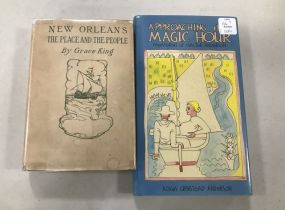 NEW ORLEANS
THE PLACE AND THE PEOPLE
By Grace King
APPROACHING THE
MAGIC HOUR
AGNES GRINSTEAD ANDERSON